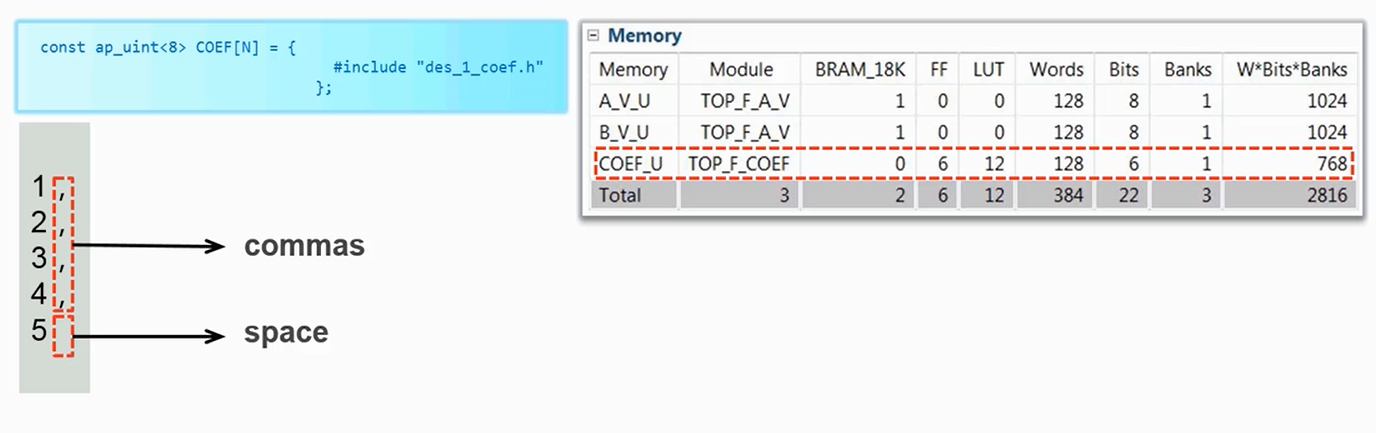 const ap_uint<8> COEF[N] = {
#include "des_1_coef.h"
};
1 ,
2 ,
3 ,
4 ,
5
commas
space
Memory
Memory Module BRAM_18K FF LUT Words Bits Banks W*Bits*Banks
A_V_U TOP_F_A_V 1 0 0 128 8 1 1024
B_V_U TOP_F_A_V 1 0 0 128 8 1 1024
COEF_U TOP_F_COEF 0 6 12 128 6 1 768
Total 3 2 6 12 384 22 3 2816